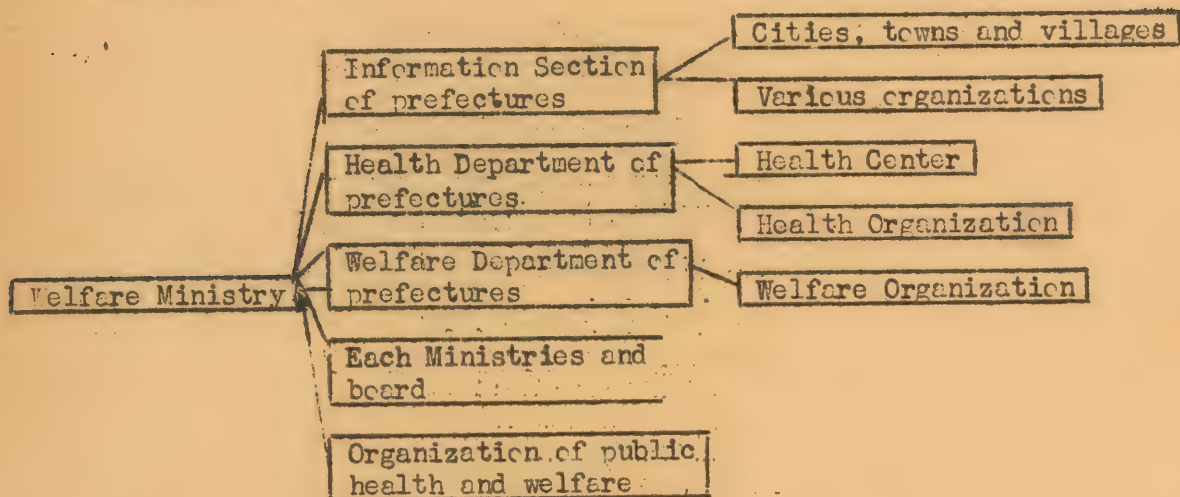 Cities, towns and villages
Information Section
of prefectures
Various organizations
Health Department of
prefectures.
Health Center
Health Organization
Welfare Department of
prefectures
Welfare Organization
Welfare Ministry
Each Ministries and
board
Organization of public
health and welfare